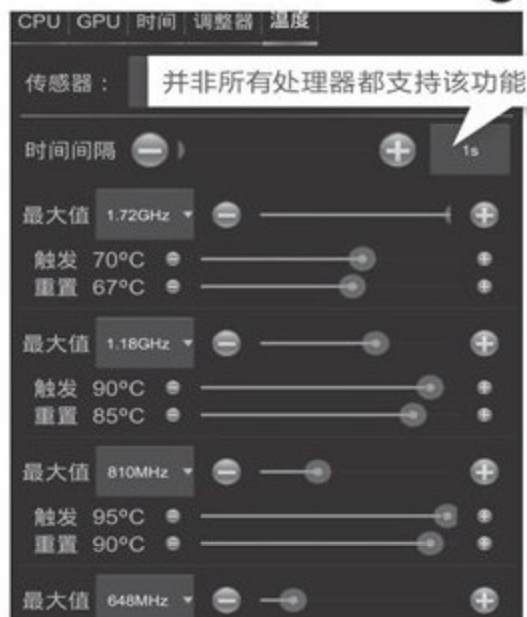 CPU GPU 时间 调整器 温度
传感器： 并非所有处理器都支持该功能
时间间隔 1s
最大值 1.72GHz
触发 70°C
重置 67°C
最大值 1.18GHz
触发 90°C
重置 85°C
最大值 810MHz
触发 95°C
重置 90°C
最大值 648MHz